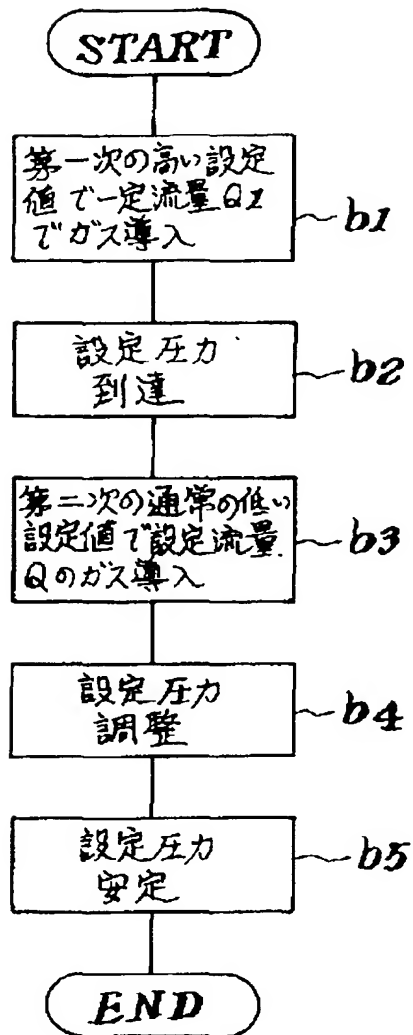 START
第一次の高い設定
値で一定流量Q1
でガス導入
b1
設定圧力
到達
b2
第二次の通常の低い
設定値で設定流量
Qのガス導入
b3
設定圧力
調整
b4
設定圧力
安定
b5
END